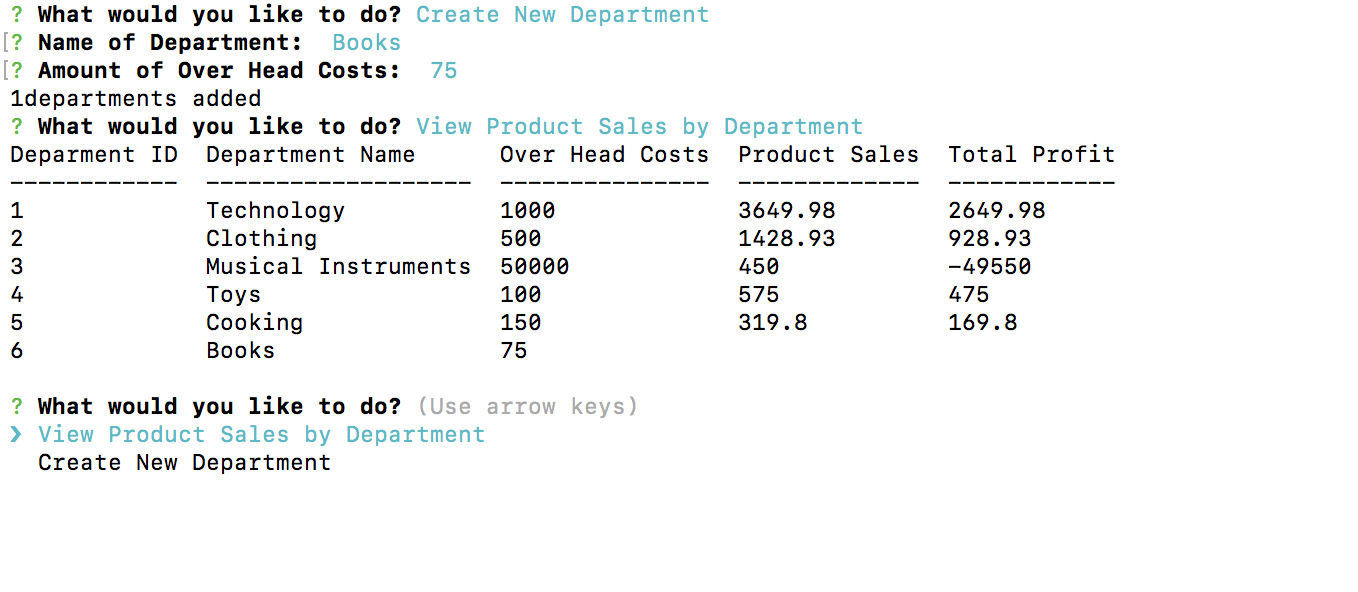 ? What would you like to do? Create New Department
[? Name of Department:  Books
[? Amount of Over Head Costs:  75
1departments added
? What would you like to do? View Product Sales by Department
Deparment ID  Department Name      Over Head Costs  Product Sales  Total Profit
------------  -------------------  ---------------  -------------  ------------
1             Technology           1000             3649.98        2649.98
2             Clothing             500              1428.93        928.93
3             Musical Instruments  50000            450            -49550
4             Toys                 100              575            475
5             Cooking              150              319.8          169.8
6             Books                75
? What would you like to do? (Use arrow keys)
❯ View Product Sales by Department
  Create New Department